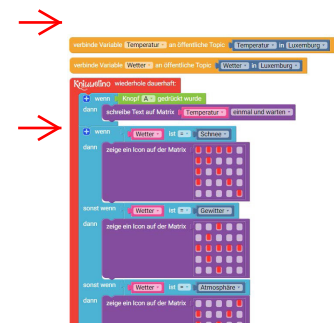 verbinde Variable Temperatur an öffentliche Topic Temperatur in Luxemburg
verbinde Variable Wetter an öffentliche Topic Wetter in Luxemburg
Kniwwelino wiederhole dauerhaft:
wenn Knopf A gedrückt wurde
dann schreibe Text auf Matrix Temperatur einmal und warten
wenn Wetter ist = Schnee
dann zeige ein Icon auf der Matrix
sonst wenn Wetter ist = Gewitter
dann zeige ein Icon auf der Matrix
sonst wenn Wetter ist = Atmosphäre
dann zeige ein Icon auf der Matrix